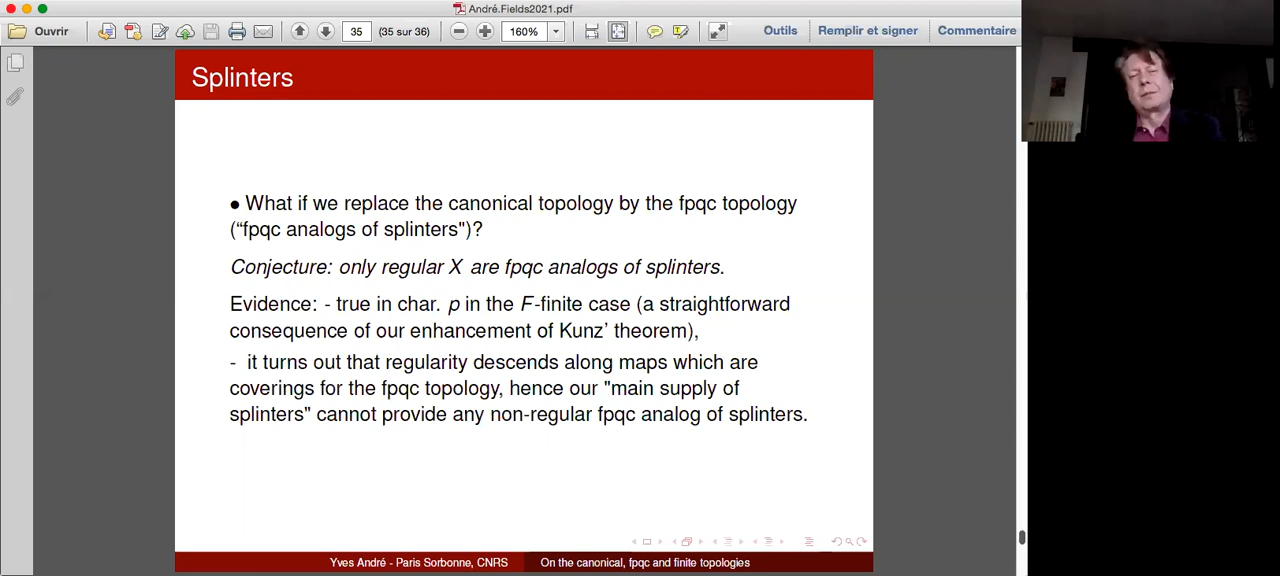 André.Fields2021.pdf
Ouvrir
35
(35 sur 36)
160%
Outils
Remplir et signer
Commentaire
Splinters
• What if we replace the canonical topology by the fpqc topology
(“fpqc analogs of splinters")?
Conjecture: only regular X are fpqc analogs of splinters.
Evidence: - true in char. p in the F-finite case (a straightforward
consequence of our enhancement of Kunz’ theorem),
- it turns out that regularity descends along maps which are
coverings for the fpqc topology, hence our "main supply of
splinters" cannot provide any non-regular fpqc analog of splinters.
Yves André - Paris Sorbonne, CNRS
On the canonical, fpqc and finite topologies